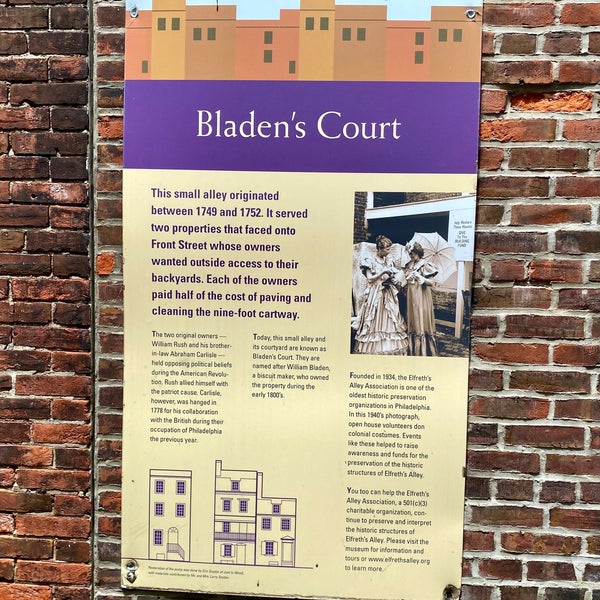 Bladen's Court
This small alley originated
between 1749 and 1752. It served
two properties that faced onto
Front Street whose owners
wanted outside access to their
backyards. Each of the owners
paid half of the cost of paving and
cleaning the nine-foot cartway.
The two original owners —
William Rush and his brother-
in-law Abraham Carlisle —
held opposing political beliefs
during the American Revolu-
tion. Rush allied himself with
the patriot cause. Carlisle,
however, was hanged in
1778 for his collaboration
with the British during their
occupation of Philadelphia
the previous year.
Today, this small alley and
its courtyard are known as
Bladen's Court. They are
named after William Bladen,
a biscuit maker, who owned
the property during the
early 1800's.
GIVE
To The
BUILDING
FUND
Founded in 1934, the Elfreth's
Alley Association is one of the
oldest historic preservation
organizations in Philadelphia.
In this 1940's photograph,
open house volunteers don
colonial costumes. Events
like these helped to raise
awareness and funds for the
preservation of the historic
structures of Elfreth's Alley.
You too can help the Elfreth's
Alley Association, a 501(c)(3)
charitable organization, con-
tinue to preserve and interpret
the historic structures of
Elfreth's Alley. Please visit the
museum for information and
tours or www.elfrethsalley.org
to learn more.